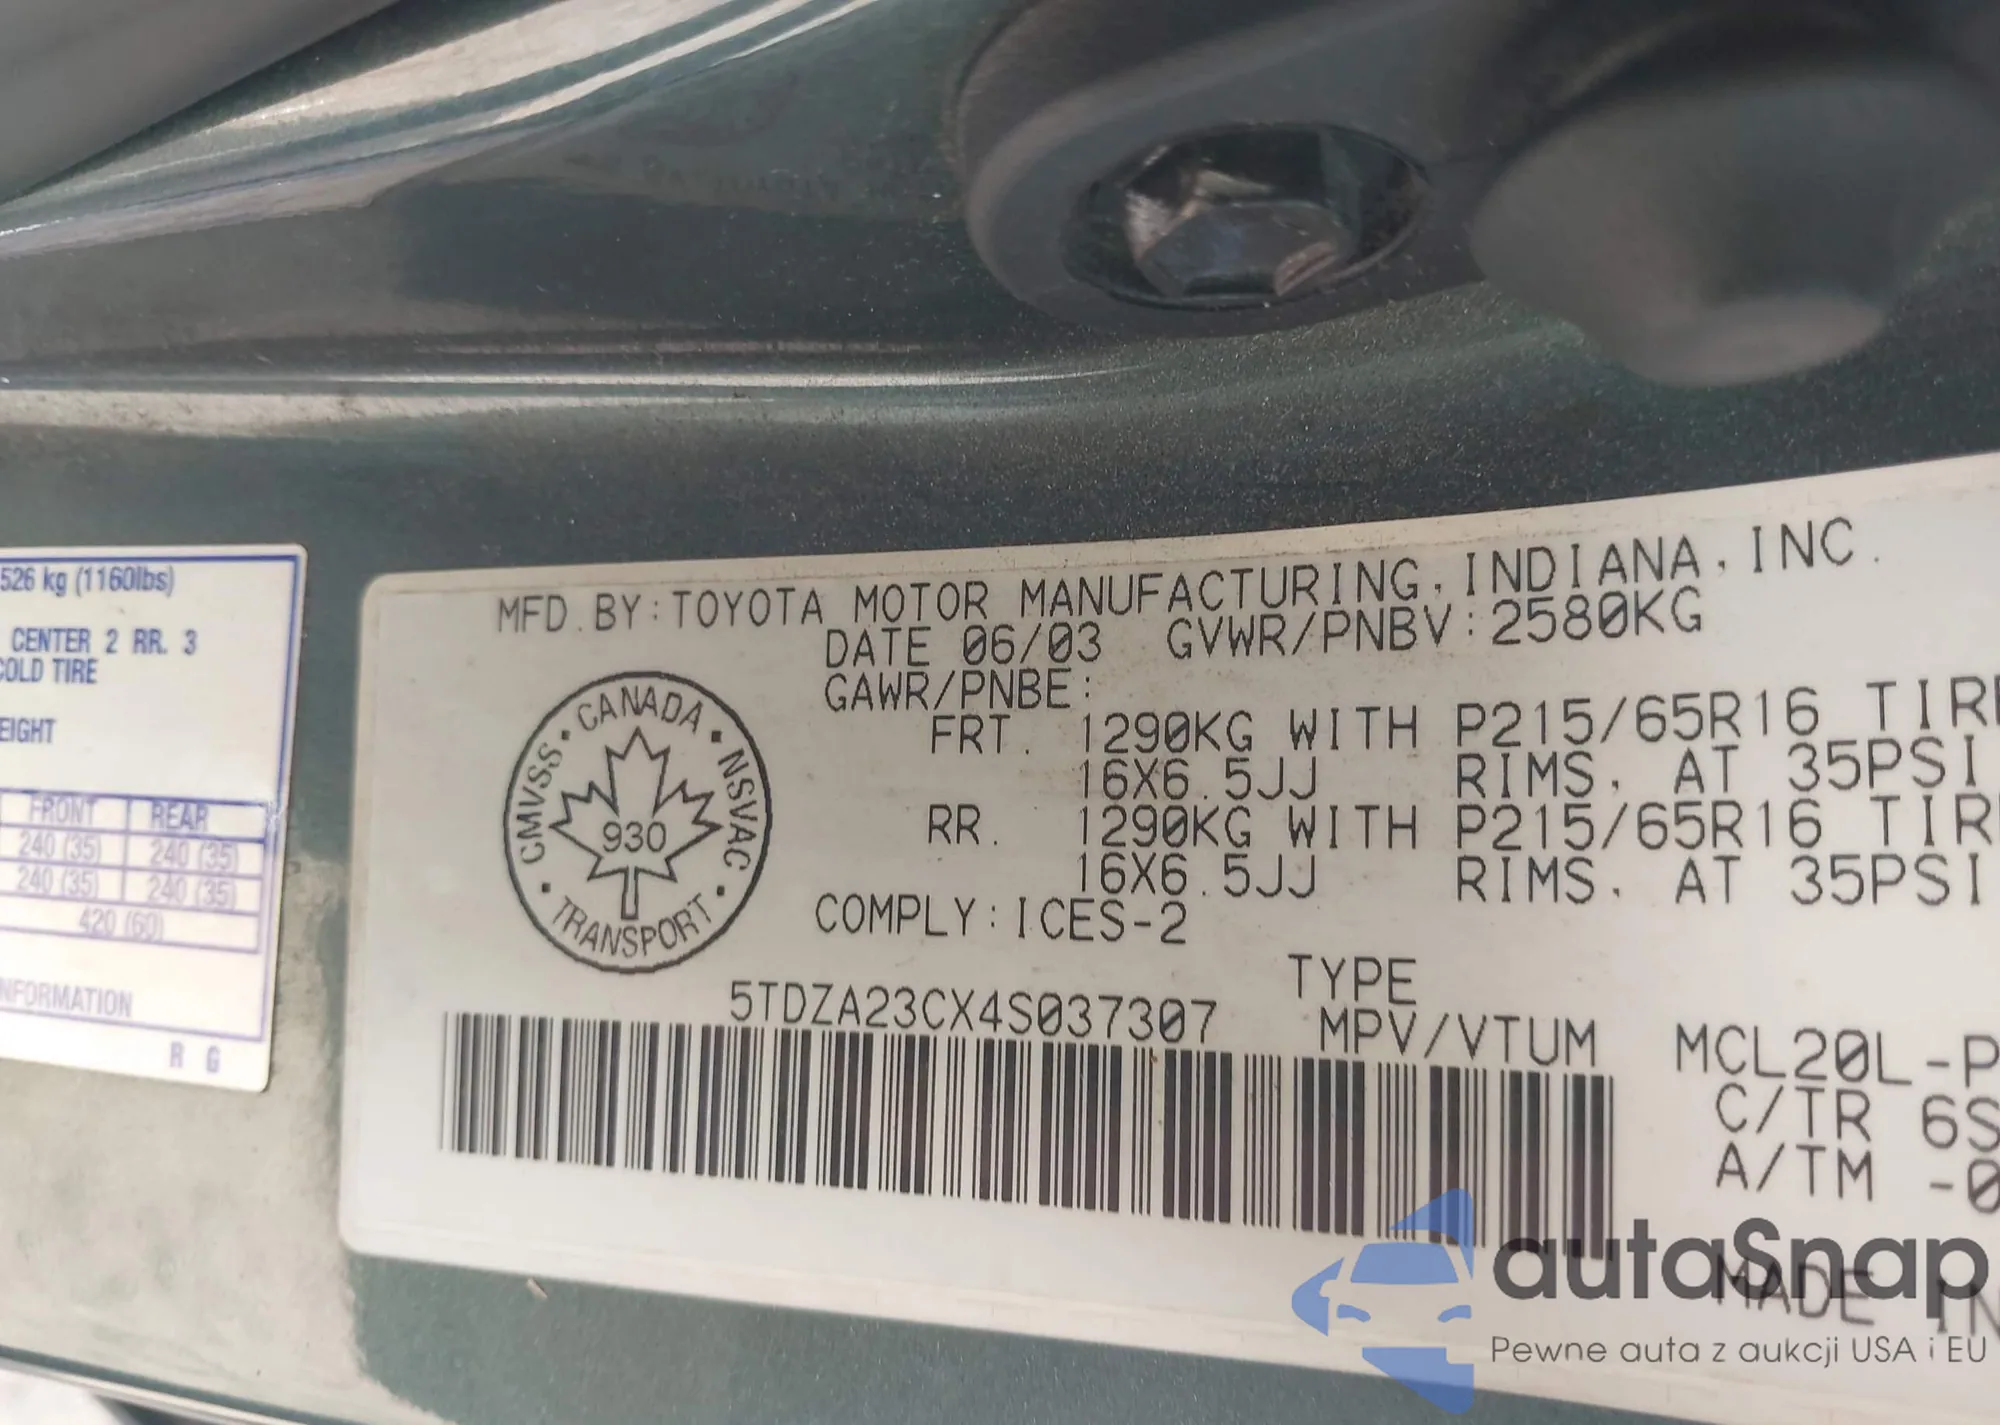 526 kg (1160lbs)
CENTER 2 RR. 3
COLD TIRE
EIGHT
FRONT REAR
240 (35) 240 (35)
240 (35) 240 (35)
420 (60)
NFORMATION
R G
MFD. BY: TOYOTA MOTOR MANUFACTURING, INDIANA, INC.
DATE 06/03 GVWR/PNBV: 2580KG
GAWR/PNBE:
FRT. 1290KG WITH P215/65R16 TIRE
16X6.5JJ RIMS, AT 35PSI
RR. 1290KG WITH P215/65R16 TIRE
16X6.5JJ RIMS, AT 35PSI
COMPLY: ICES-2
CANADA · NSVAC · TRANSPORT · CMVSS ·
930
5TDZA23CX4S037307
TYPE
MPV/VTUM
MCL20L-P
C/TR 6S
A/TM -0
MADE IN
autaSnap
Pewne auta z aukcji USA i EU